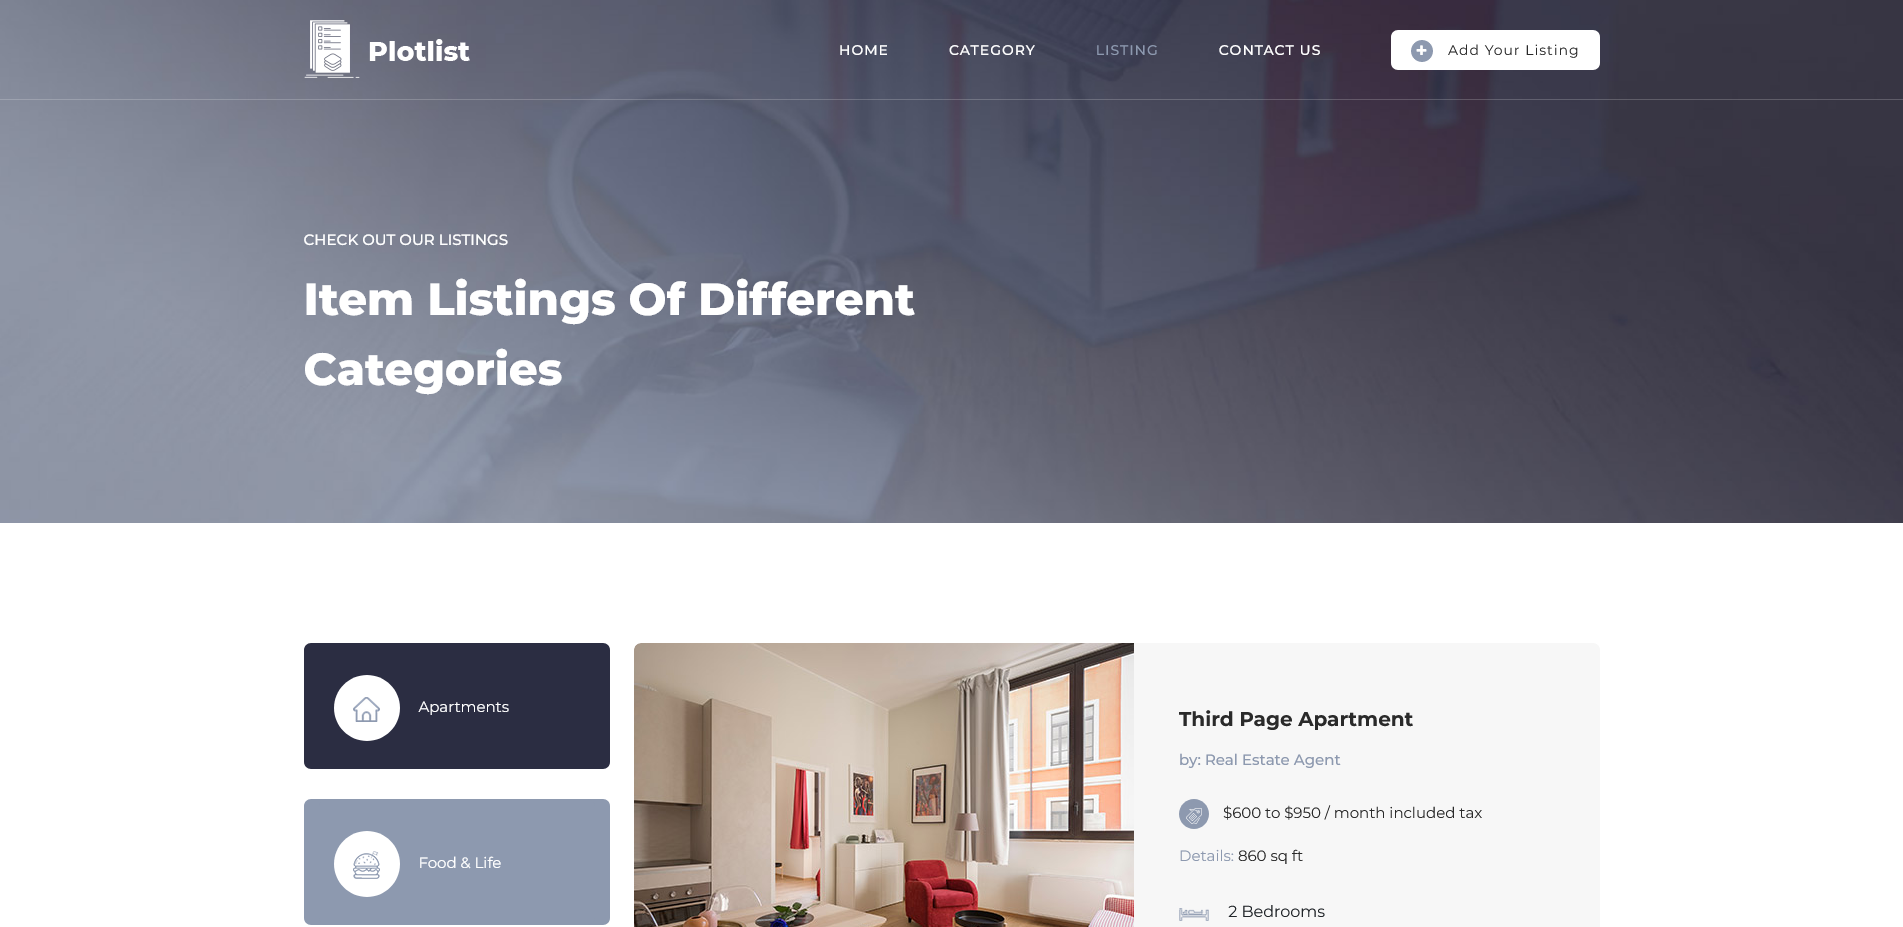 Plotlist
HOME
CATEGORY
LISTING
CONTACT US
Add Your Listing
CHECK OUT OUR LISTINGS
Item Listings Of Different
Categories
Apartments
Food & Life
Third Page Apartment
by: Real Estate Agent
$600 to $950 / month included tax
Details: 860 sq ft
2 Bedrooms